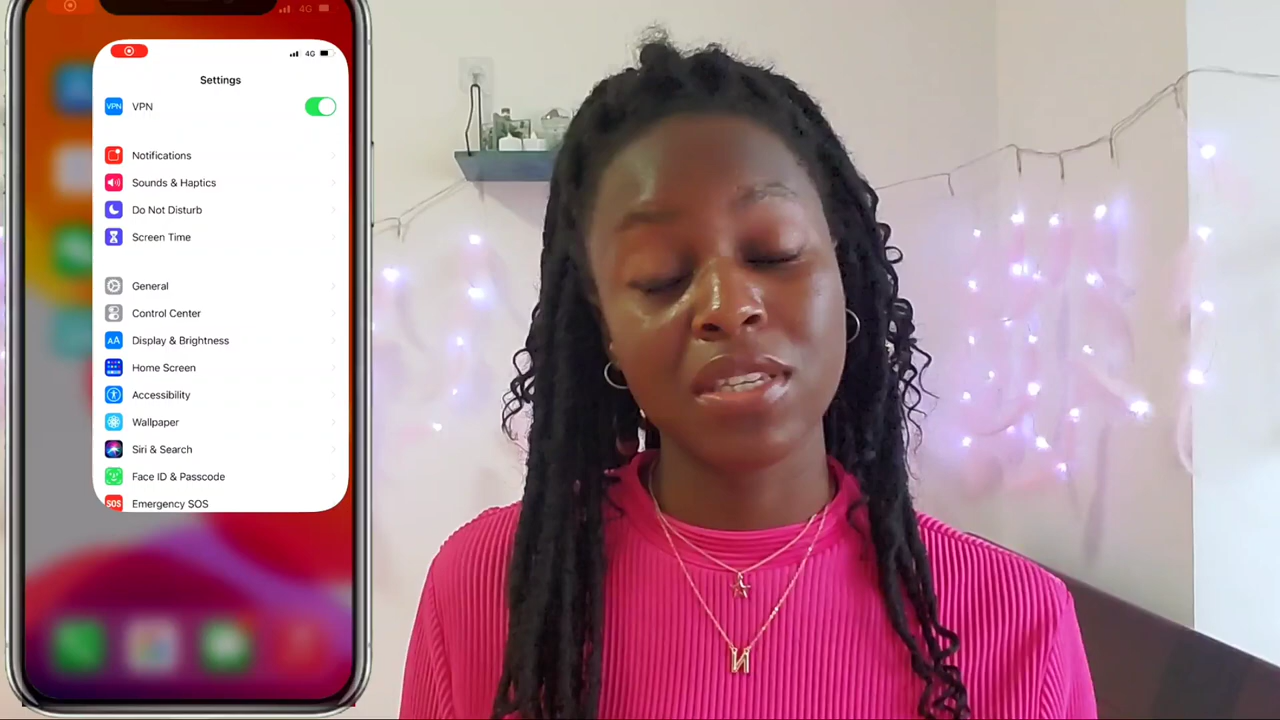 4G
4G
Settings
VPN VPN
Notifications
Sounds & Haptics
Do Not Disturb
Screen Time
General
Control Center
AA Display & Brightness
Home Screen
Accessibility
Wallpaper
Siri & Search
Face ID & Passcode
SOS Emergency SOS
N